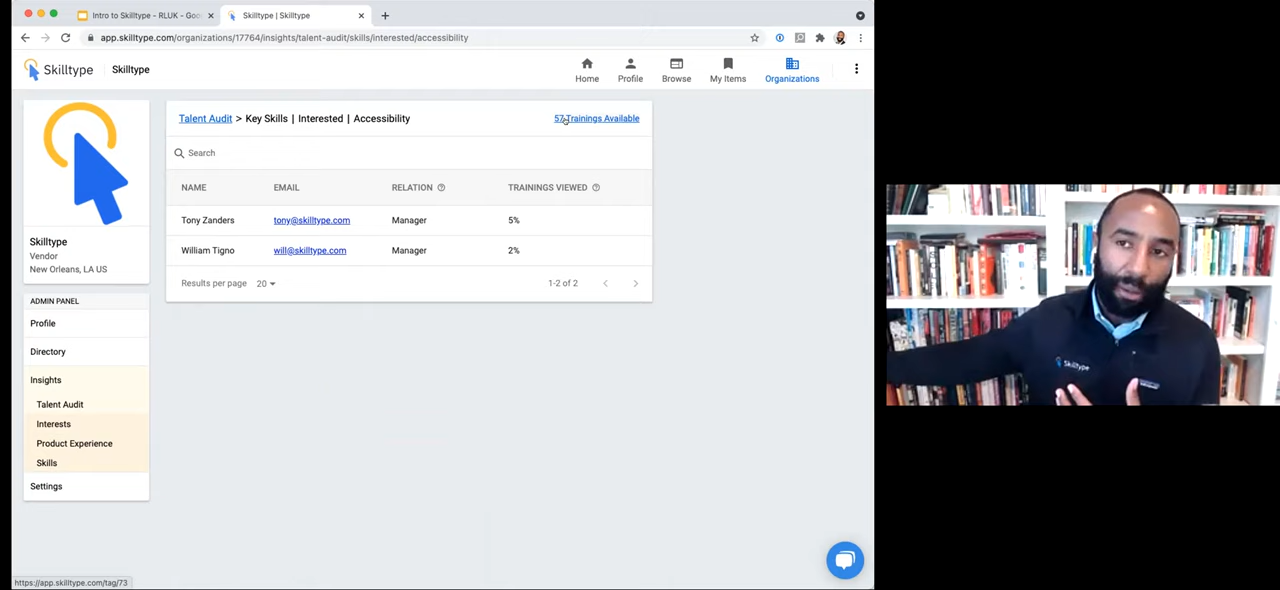 Intro to Skilltype - RLUK - Goo
Skilltype | Skilltype
app.skilltype.com/organizations/17764/insights/talent-audit/skills/interested/accessibility
Skilltype
Skilltype
Home
Profile
Browse
My Items
Organizations
Skilltype
Vendor
New Orleans, LA US
ADMIN PANEL
Profile
Directory
Insights
Talent Audit
Interests
Product Experience
Skills
Settings
Talent Audit > Key Skills | Interested | Accessibility
57 Trainings Available
Search
NAME EMAIL RELATION TRAININGS VIEWED
Tony Zanders tony@skilltype.com Manager 5%
William Tigno will@skilltype.com Manager 2%
Results per page 20 1-2 of 2
https://app.skilltype.com/tag/73
Skilltype